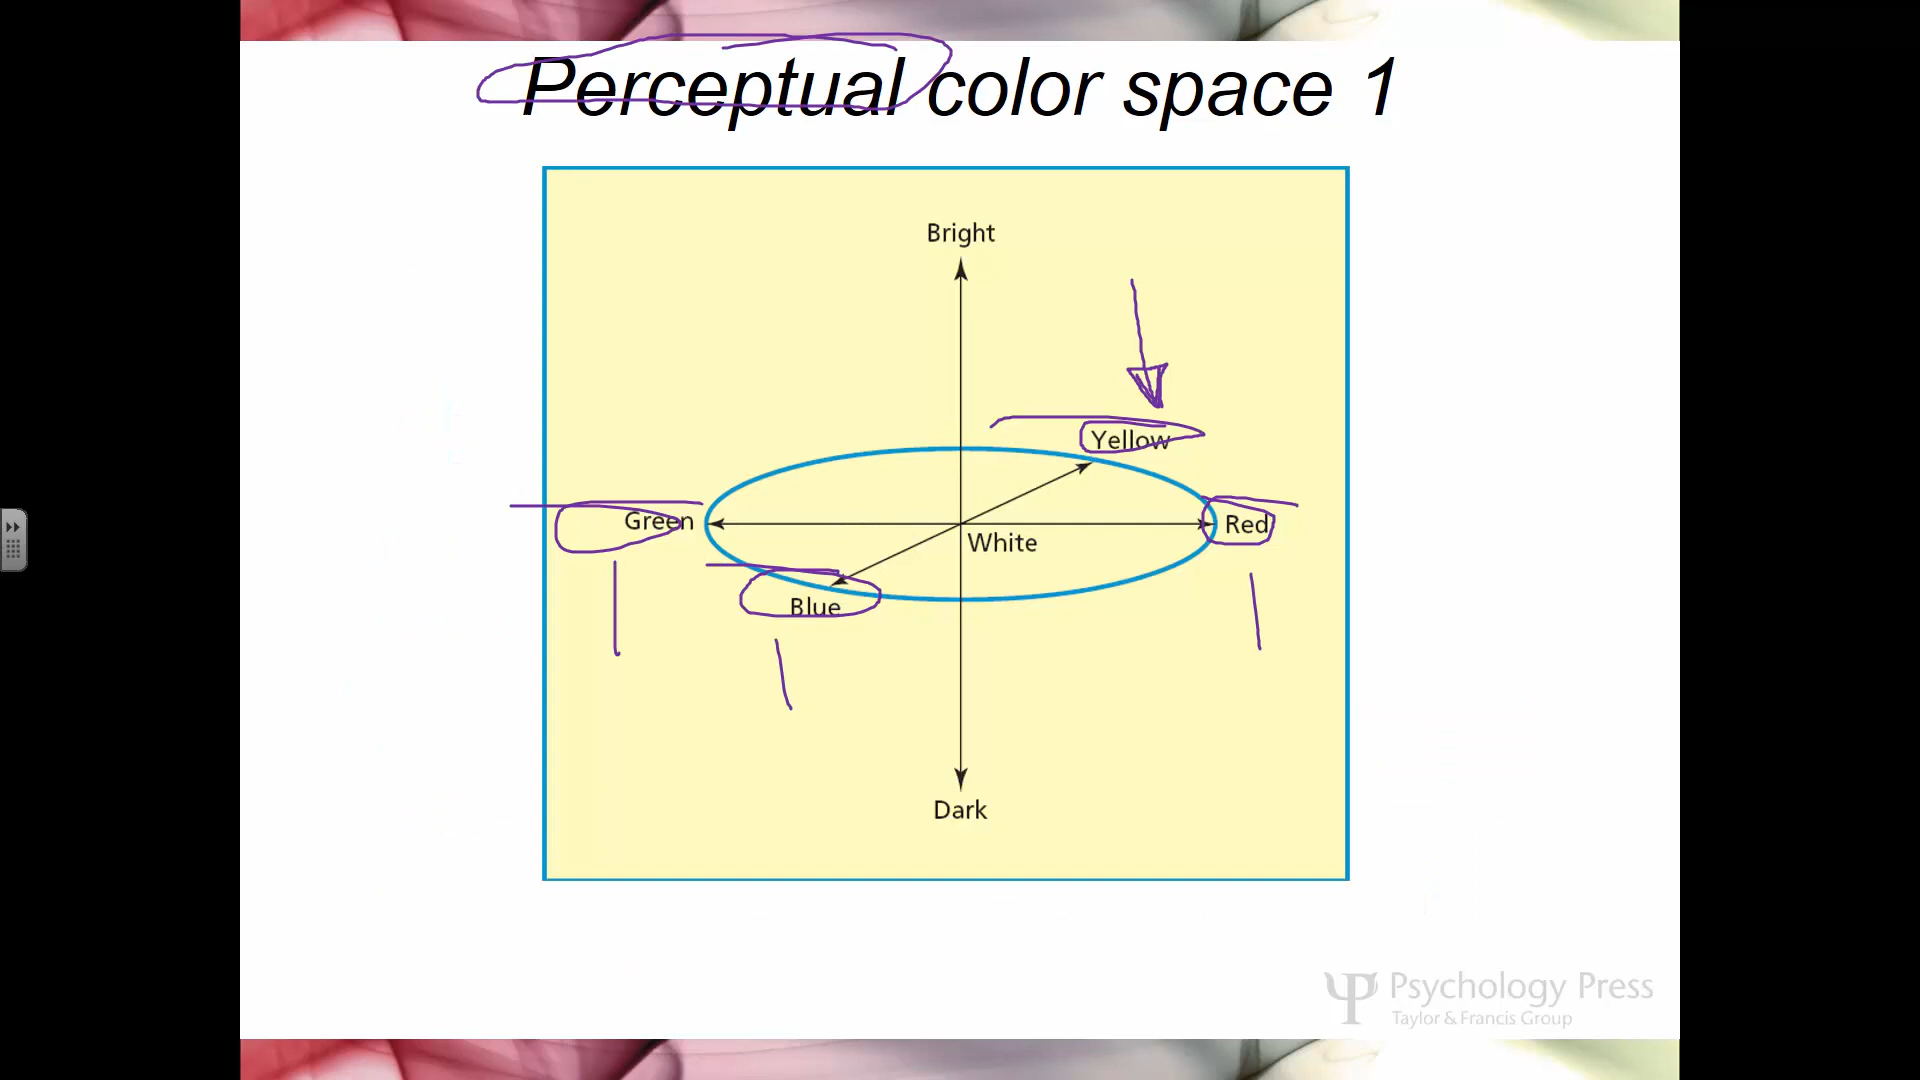 Perceptual color space 1
Bright
Yellow
Green
Red
White
Blue
Dark
Psychology Press
Taylor & Francis Group